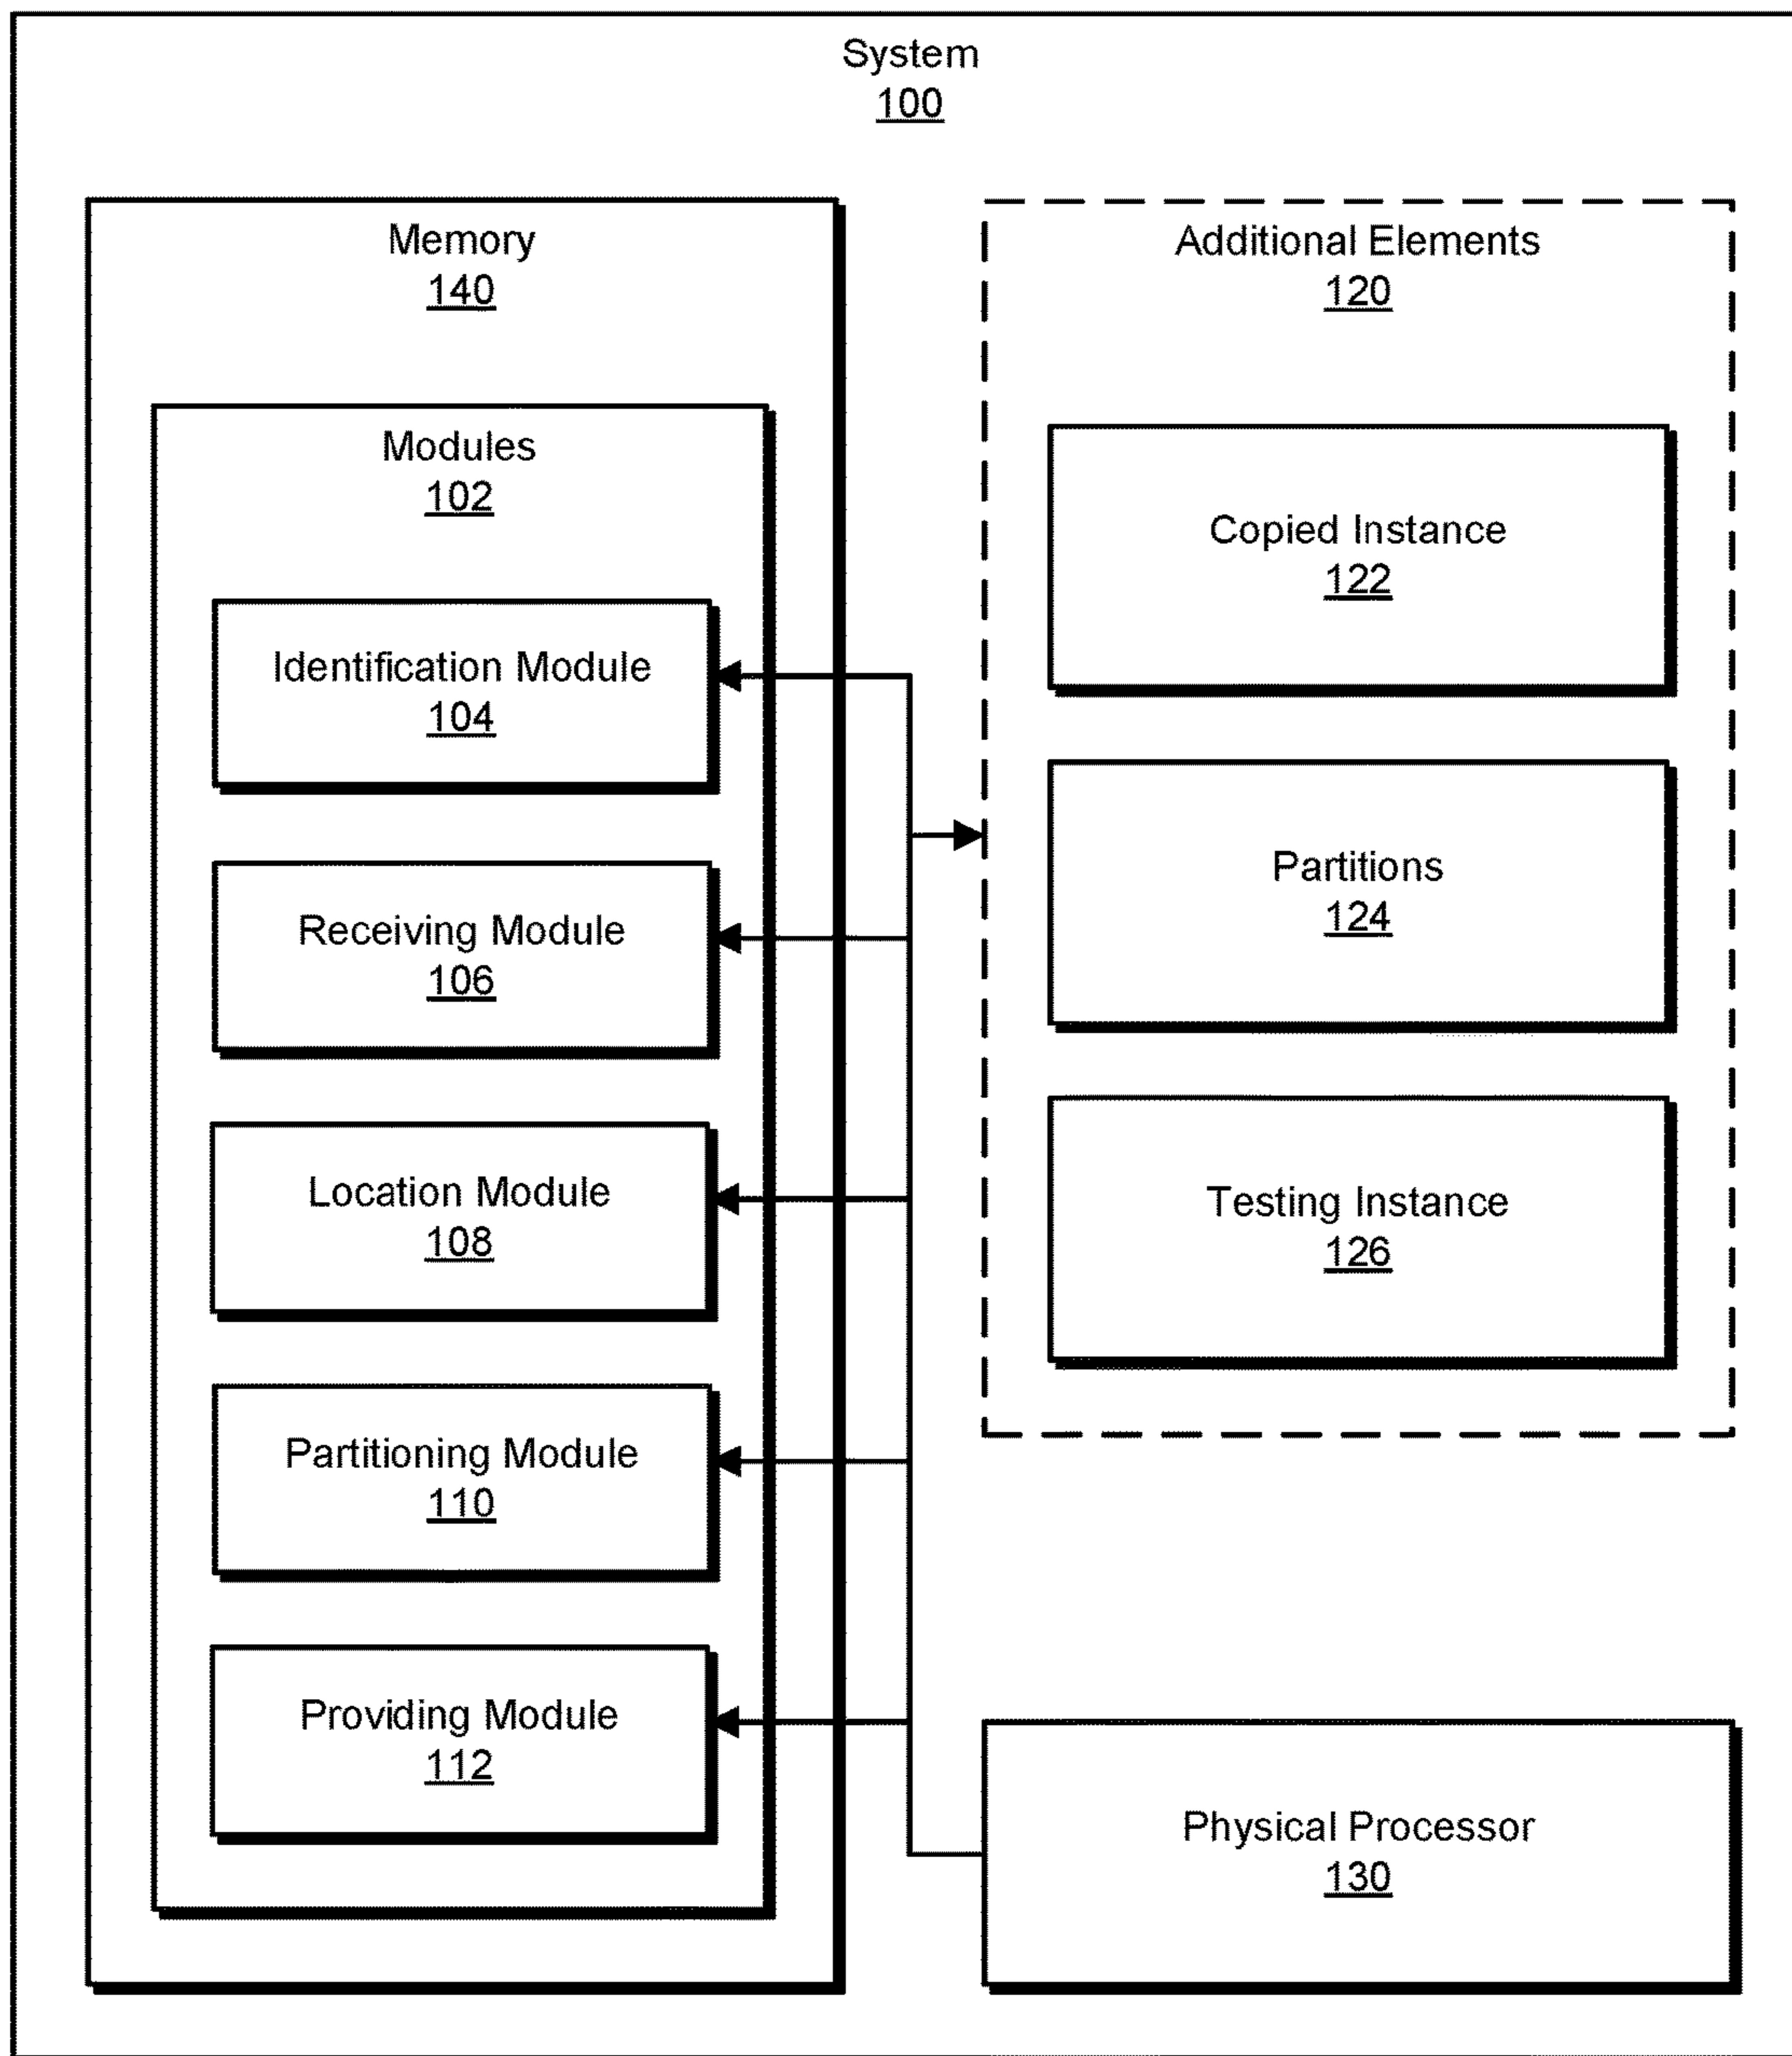 System
100
Memory
140
Modules
102
Identification Module
104
Receiving Module
106
Location Module
108
Partitioning Module
110
Providing Module
112
Additional Elements
120
Copied Instance
122
Partitions
124
Testing Instance
126
Physical Processor
130